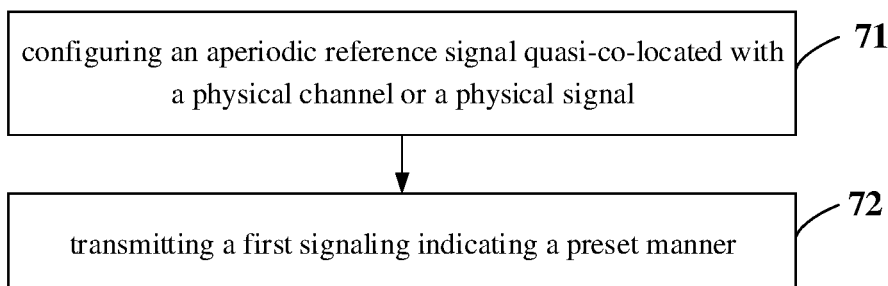 configuring an aperiodic reference signal quasi-co-located with
a physical channel or a physical signal
71
transmitting a first signaling indicating a preset manner
72